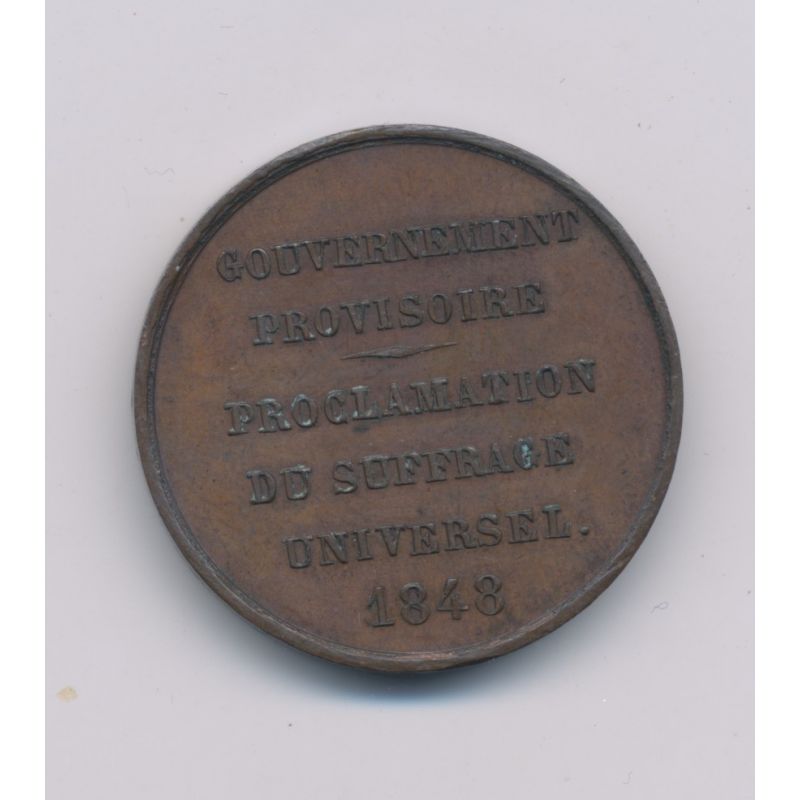 GOUVERNEMENT
PROVISOIRE
PROCLAMATION
DU SUFFRAGE
UNIVERSEL.
1848